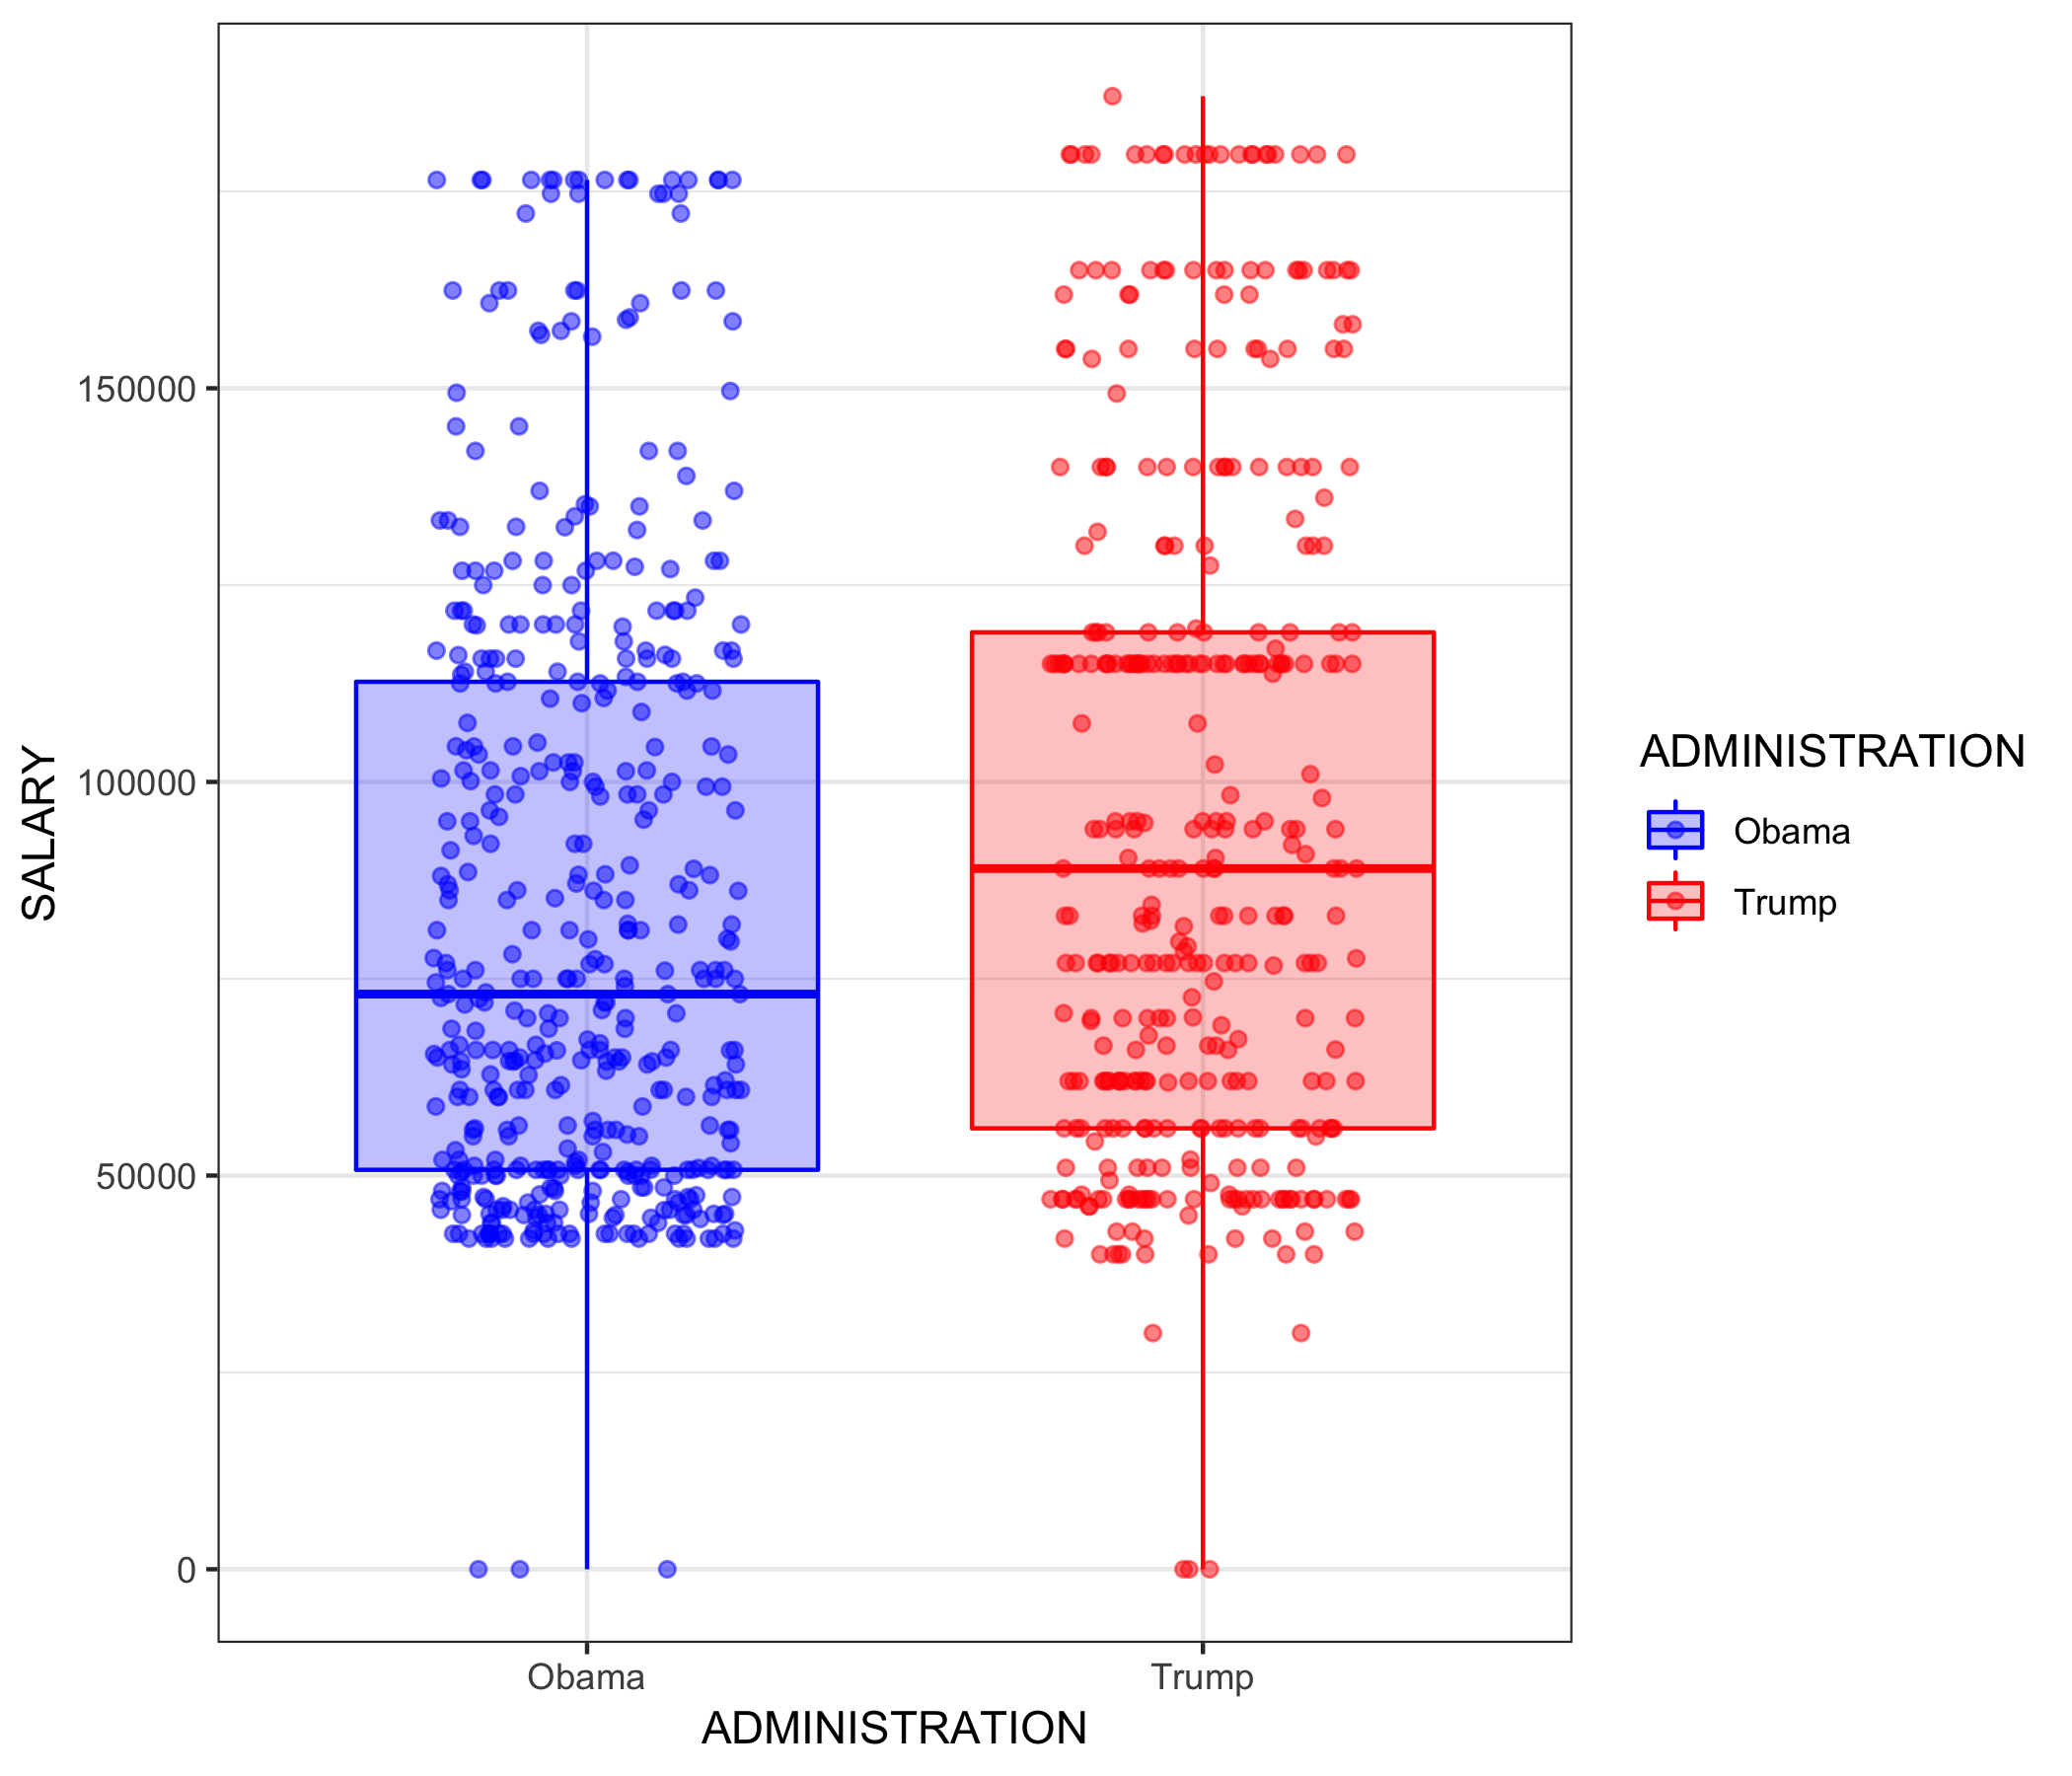 SALARY
150000
100000
50000
0
Obama
Trump
ADMINISTRATION
ADMINISTRATION
Obama
Trump